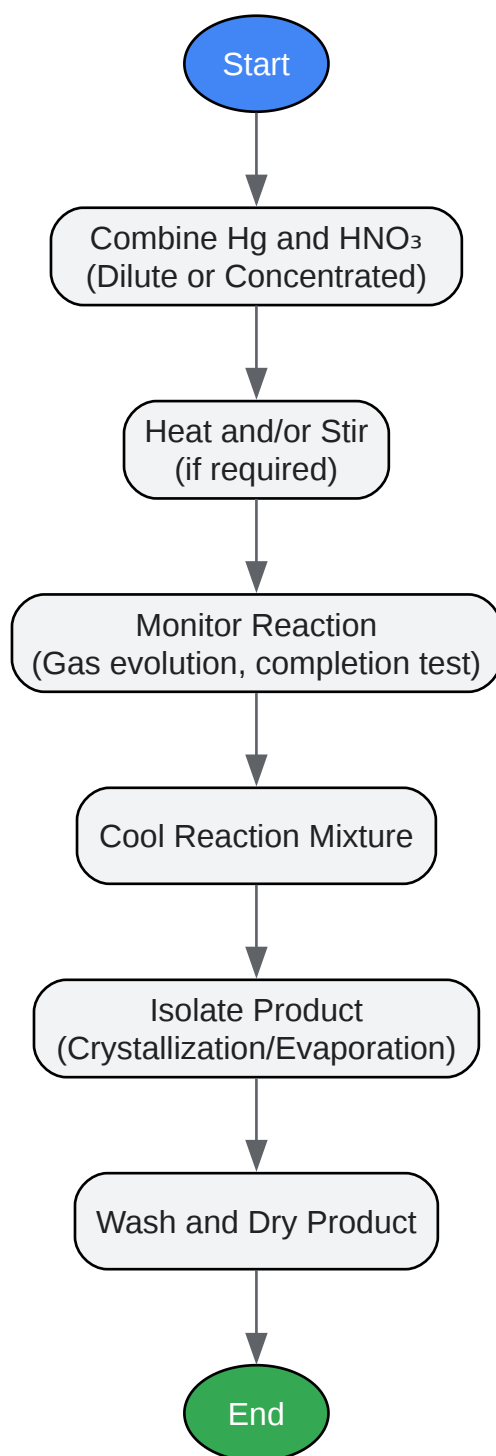 Start
Combine Hg and HNO₃
(Dilute or Concentrated)
Heat and/or Stir
(if required)
Monitor Reaction
(Gas evolution, completion test)
Cool Reaction Mixture
Isolate Product
(Crystallization/Evaporation)
Wash and Dry Product
End